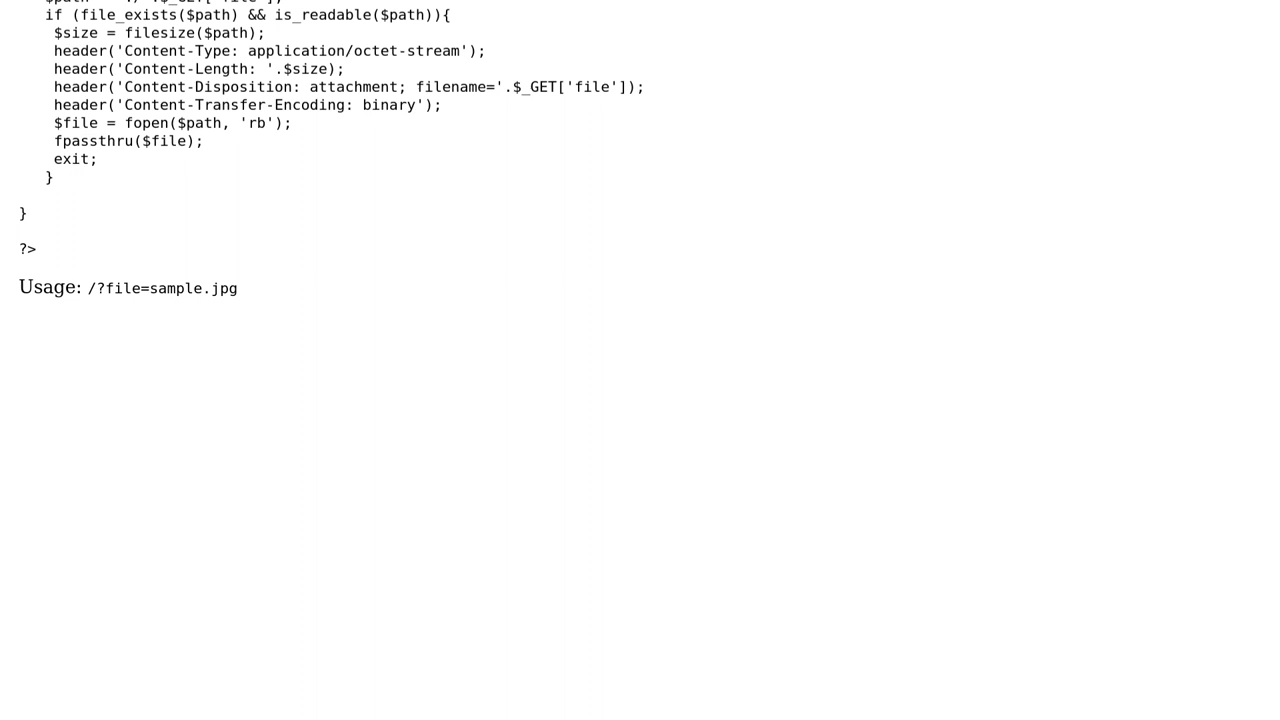 if (file_exists($path) && is_readable($path)){
$size = filesize($path);
header('Content-Type: application/octet-stream');
header('Content-Length: '.$size);
header('Content-Disposition: attachment; filename='.$_GET['file']);
header('Content-Transfer-Encoding: binary');
$file = fopen($path, 'rb');
fpassthru($file);
exit;
}
}
?>
Usage: /?file=sample.jpg